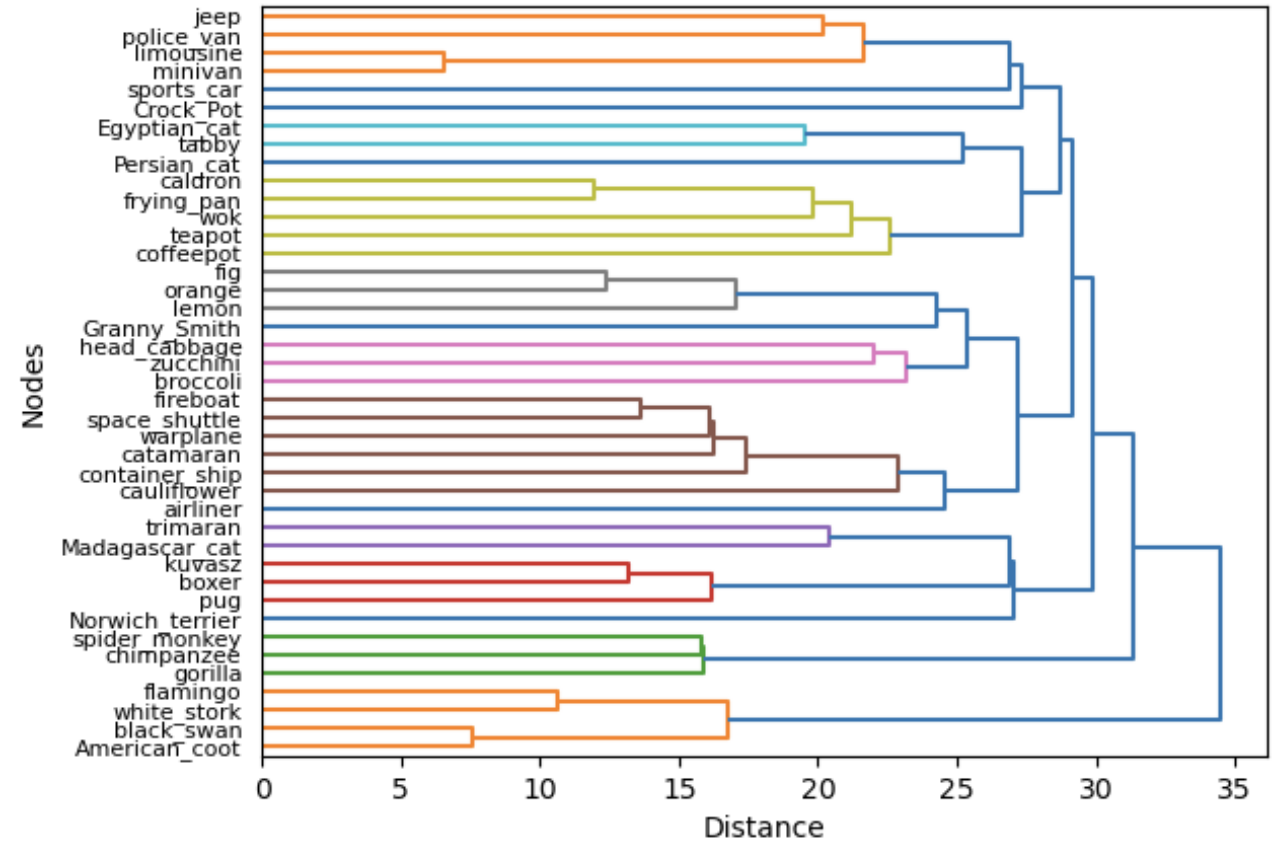 jeep
police_van
limousine
minivan
sports_car
Crock_Pot
Egyptian_cat
tabby
Persian_cat
caldron
frying_pan
wok
teapot
coffeepot
fig
orange
lemon
Granny_Smith
head_cabbage
zucchini
broccoli
fireboat
space_shuttle
warplane
catamaran
container_ship
cauliflower
airliner
trimaran
Madagascar_cat
kuvasz
boxer
pug
Norwich_terrier
spider_monkey
chimpanzee
gorilla
flamingo
white_stork
black_swan
American_coot
Nodes
0 5 10 15 20 25 30 35
Distance